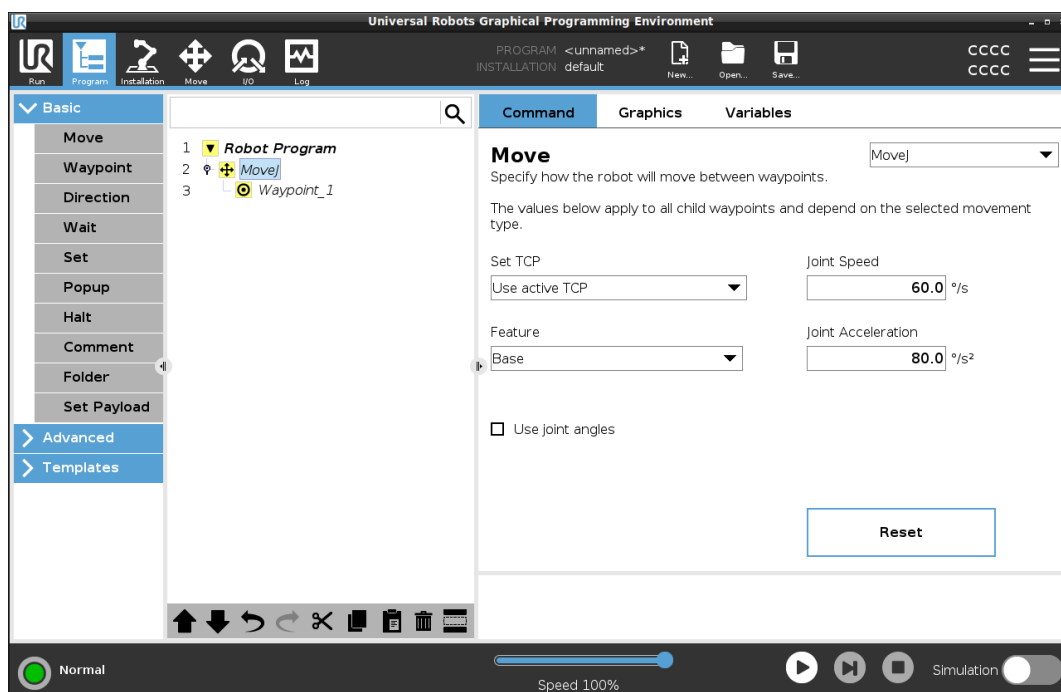 Universal Robots Graphical Programming Environment
UR
Run
Program
Installation
Move
I/O
Log
PROGRAM <unnamed>*
INSTALLATION default
New...
Open...
Save...
CCCC
CCCC
Basic
Move
Waypoint
Direction
Wait
Set
Popup
Halt
Comment
Folder
Set Payload
Advanced
Templates
1 Robot Program
2 MoveJ
3 Waypoint_1
Command Graphics Variables
Move
MoveJ
Specify how the robot will move between waypoints.
The values below apply to all child waypoints and depend on the selected movement
type.
Set TCP
Joint Speed
Use active TCP
60.0 °/s
Feature
Joint Acceleration
Base
80.0 °/s²
Use joint angles
Reset
Normal
Speed 100%
Simulation